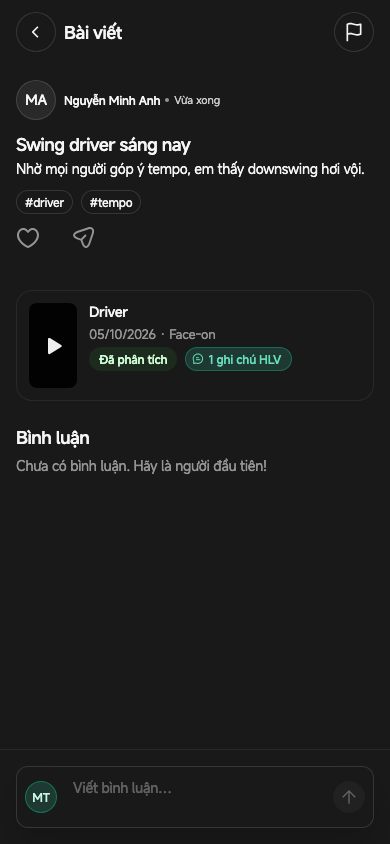 Bài viết
MA
Nguyễn Minh Anh • Vừa xong
Swing driver sáng nay
Nhờ mọi người góp ý tempo, em thấy downswing hơi vội.
#driver #tempo
Driver
05/10/2026 · Face-on
Đã phân tích 1 ghi chú HLV
Bình luận
Chưa có bình luận. Hãy là người đầu tiên!
MT Viết bình luận...